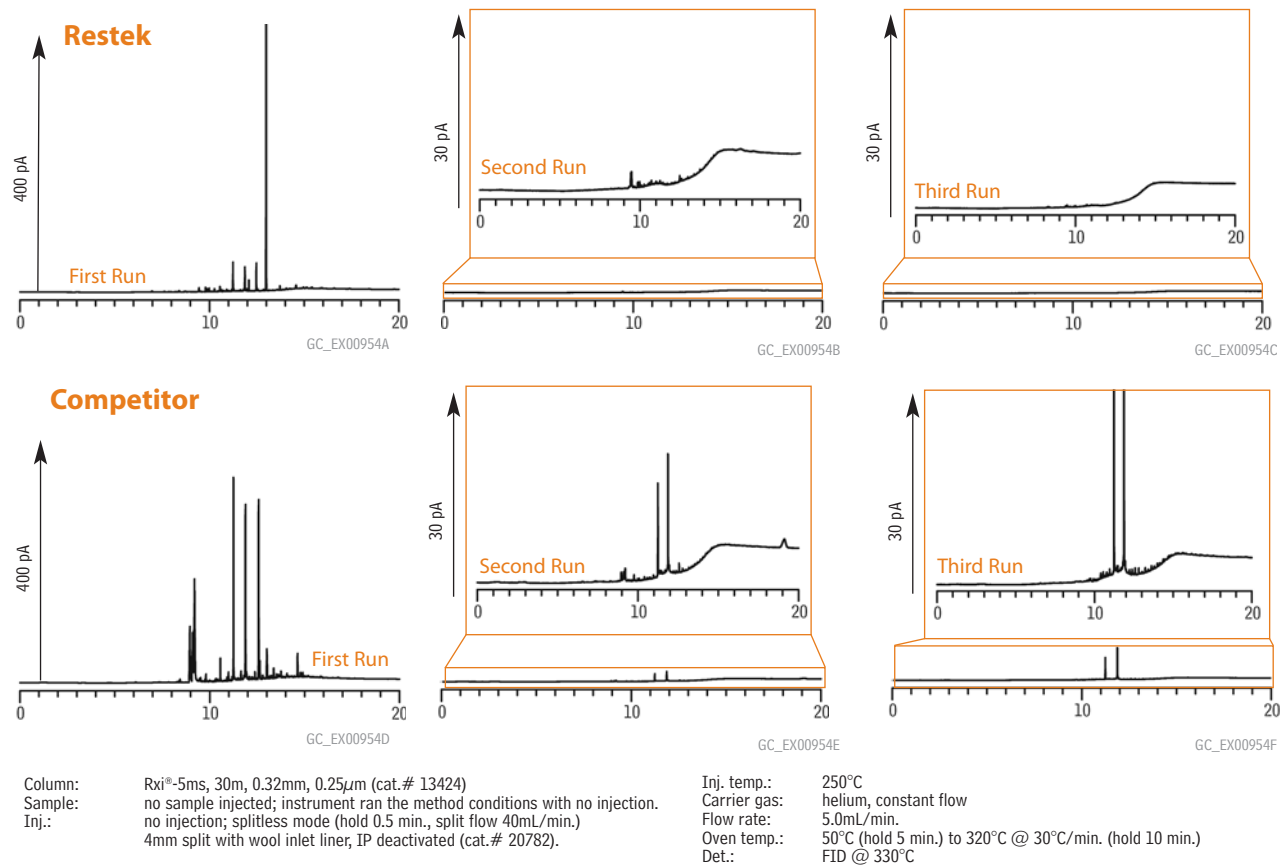 Restek
400 pA
First Run
0 10 20
GC_EX00954A
30 pA
Second Run
0 10 20
0 10 20
GC_EX00954B
30 pA
Third Run
0 10 20
0 10 20
GC_EX00954C
Competitor
400 pA
First Run
0 10 20
GC_EX00954D
30 pA
Second Run
0 10 20
0 10 20
GC_EX00954E
30 pA
Third Run
0 10 20
0 10 20
GC_EX00954F
Column: Rxi®-5ms, 30m, 0.32mm, 0.25µm (cat.# 13424)
Sample: no sample injected; instrument ran the method conditions with no injection.
Inj.: no injection; splitless mode (hold 0.5 min., split flow 40mL/min.)
4mm split with wool inlet liner, IP deactivated (cat.# 20782).
Inj. temp.: 250°C
Carrier gas: helium, constant flow
Flow rate: 5.0mL/min.
Oven temp.: 50°C (hold 5 min.) to 320°C @ 30°C/min. (hold 10 min.)
Det.: FID @ 330°C